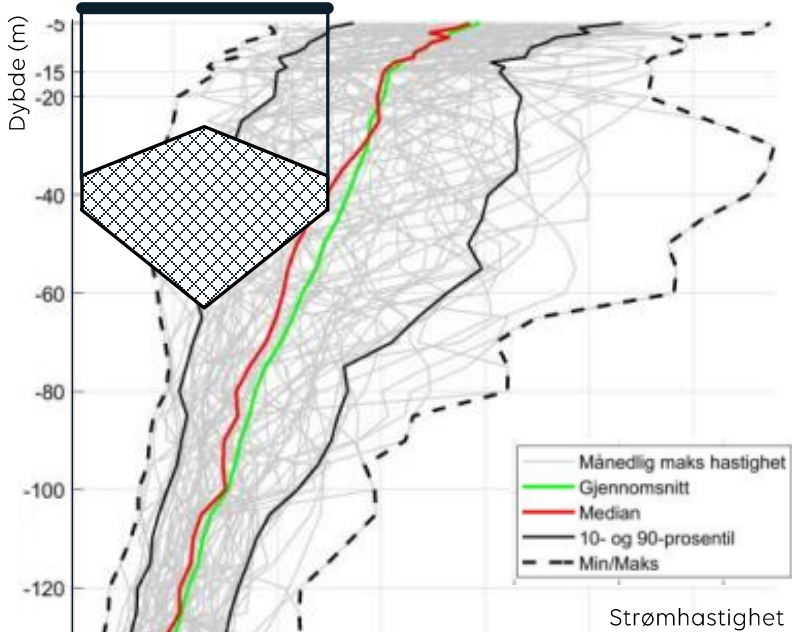 Dybde (m)
-5
-15
-20
-40
-60
-80
-100
-120
Månedlig maks hastighet
Gjennomsnitt
Median
10- og 90-prosentil
Min/Maks
Strømhastighet